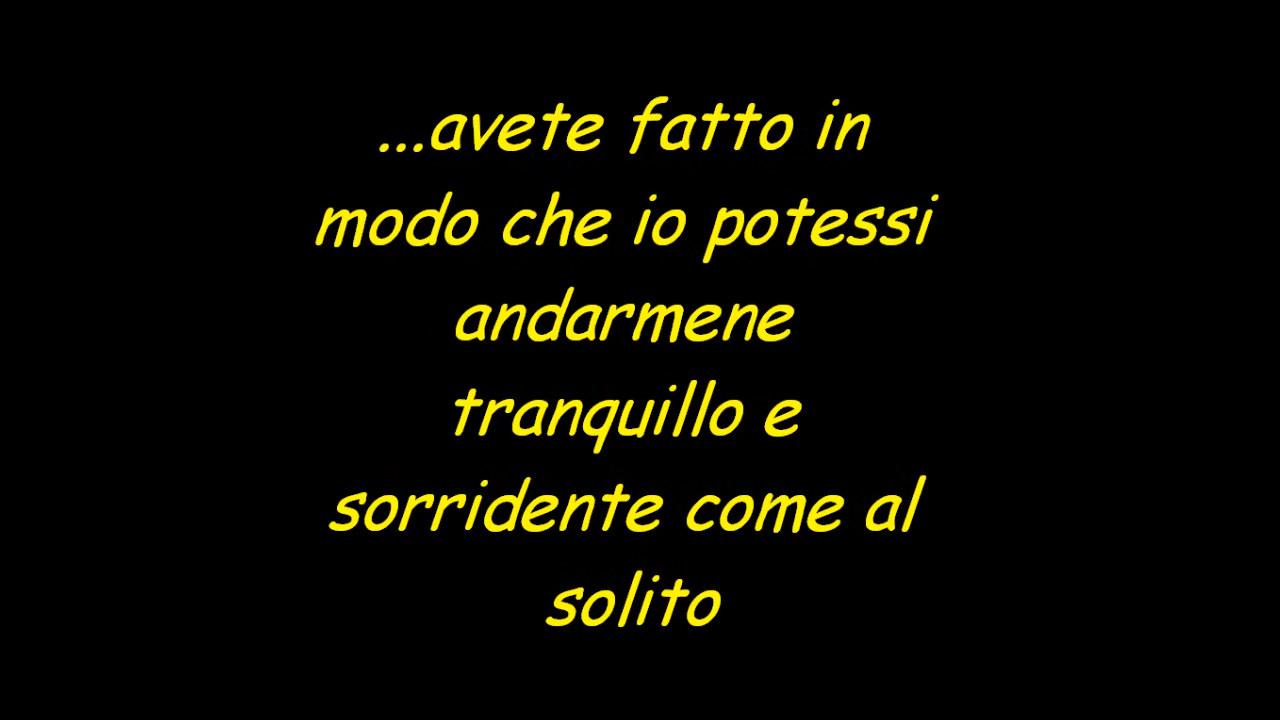 ...avete fatto in
modo che io potessi
andarmene
tranquillo e
sorridente come al
solito